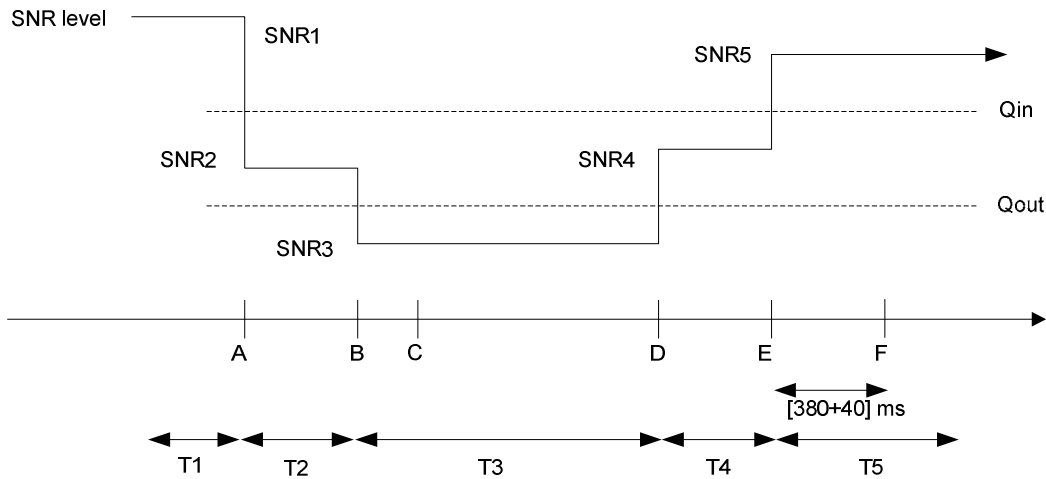 SNR level
SNR1
SNR5
Qin
SNR2
SNR4
Qout
SNR3
A
B
C
D
E
F
[380+40] ms
T1
T2
T3
T4
T5